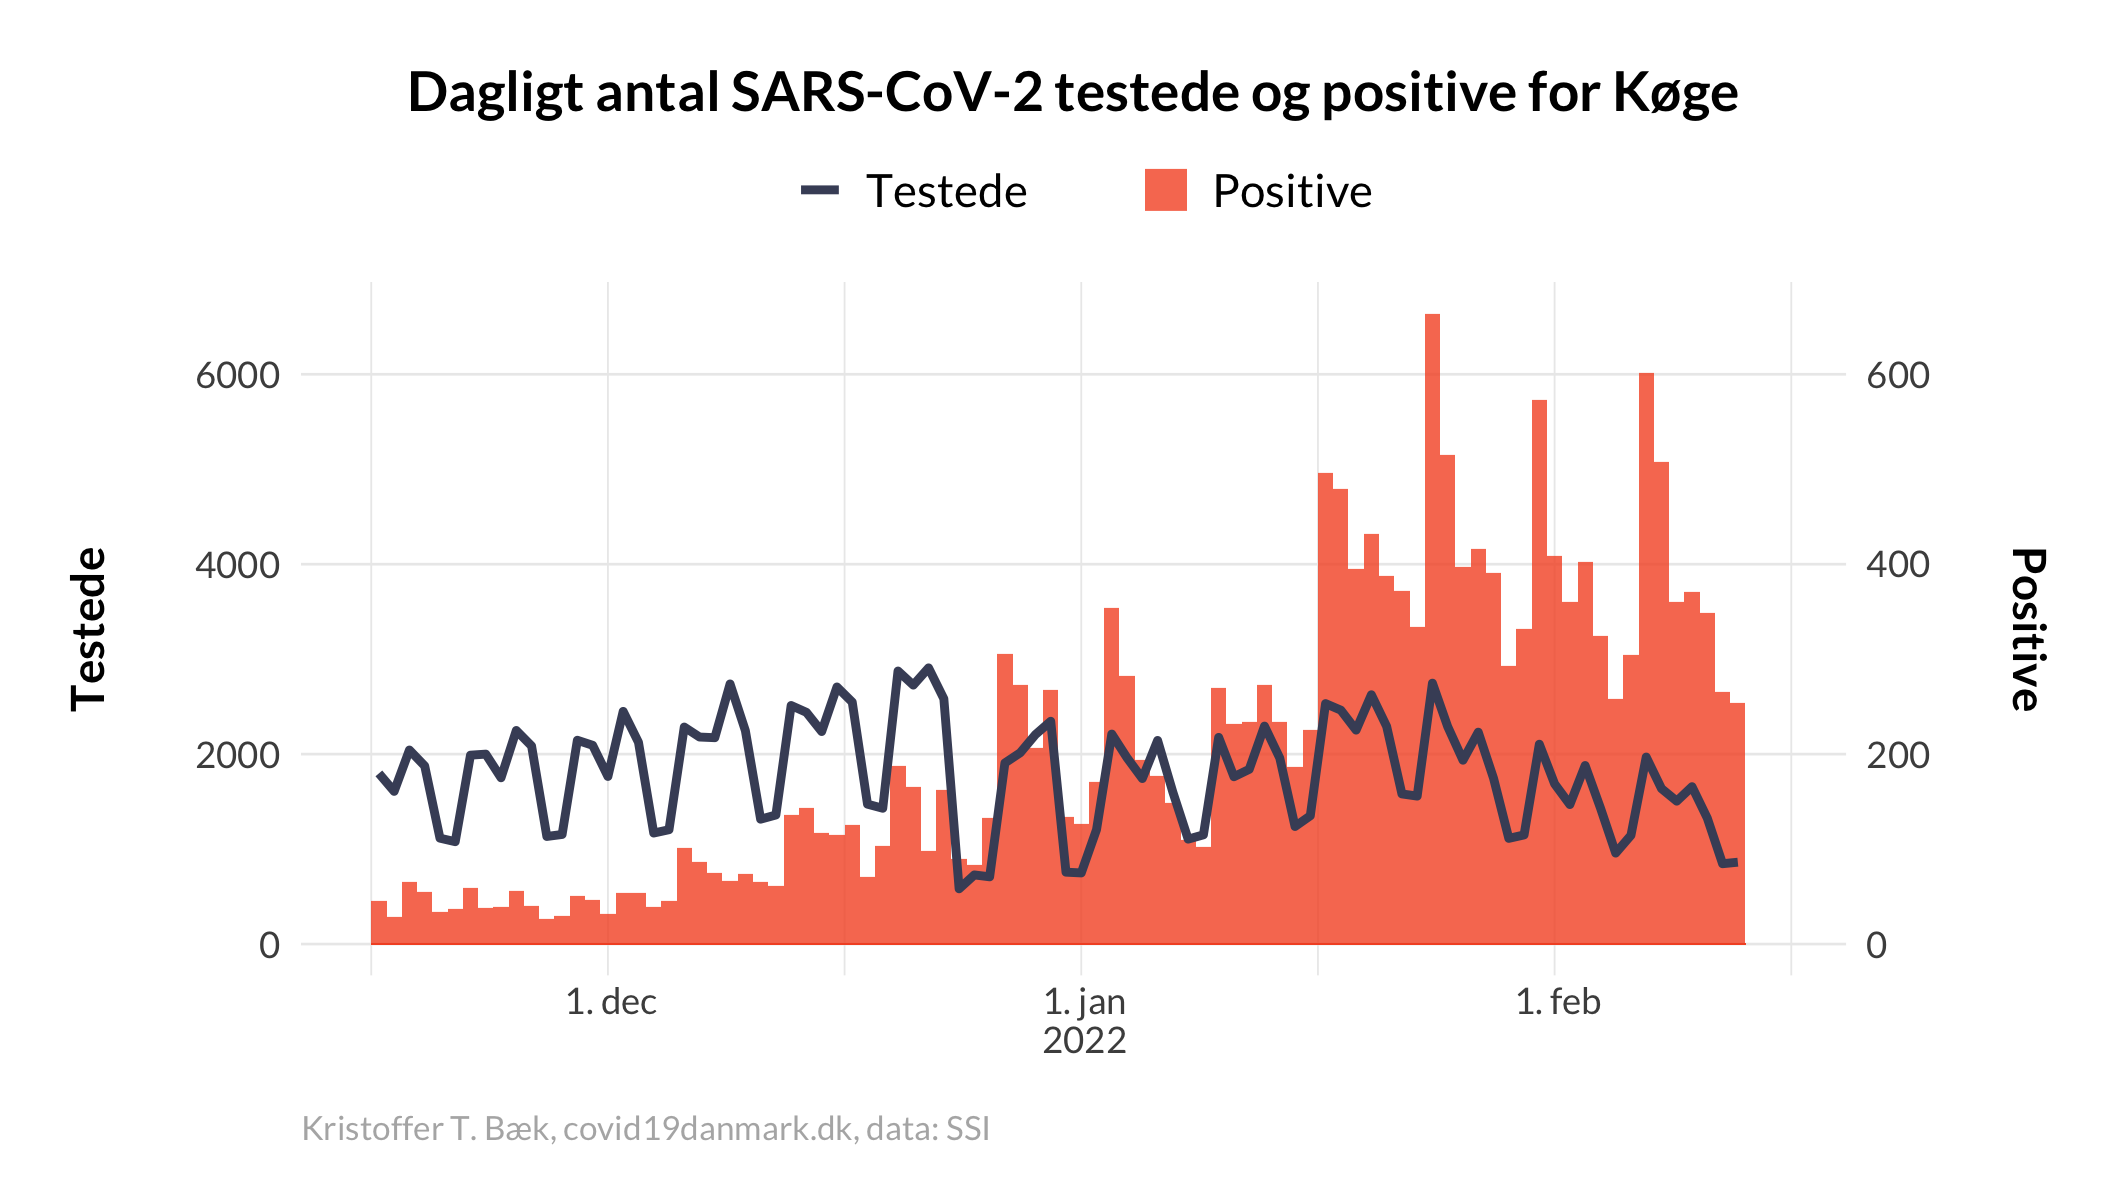 Dagligt antal SARS-CoV-2 testede og positive for Køge
Testede
Positive
6000
4000
2000
0
Testede
600
400
200
0
Positive
1. dec
1. jan
2022
1. feb
Kristoffer T. Bæk, covid19danmark.dk, data: SSI